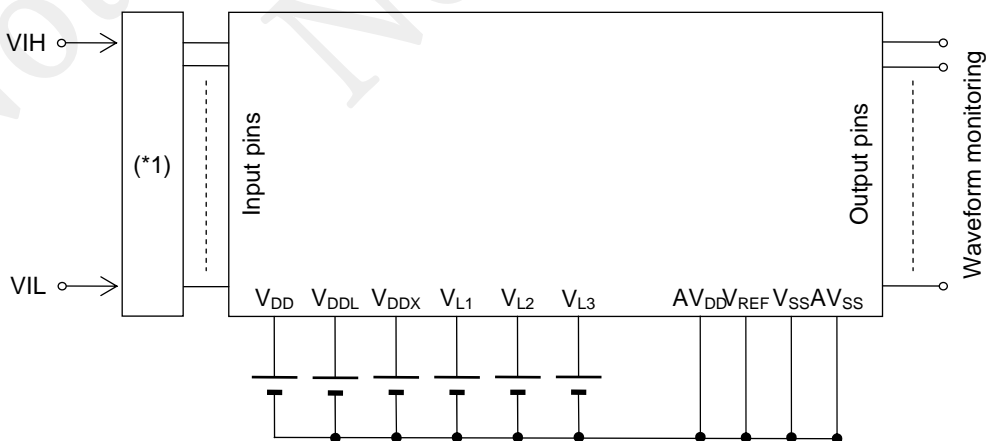 VIH
(*1)
VIL
Input pins
Output pins
Waveform monitoring
VDD VDDL VDDX VL1 VL2 VL3 AVDD VREF VSS AVSS